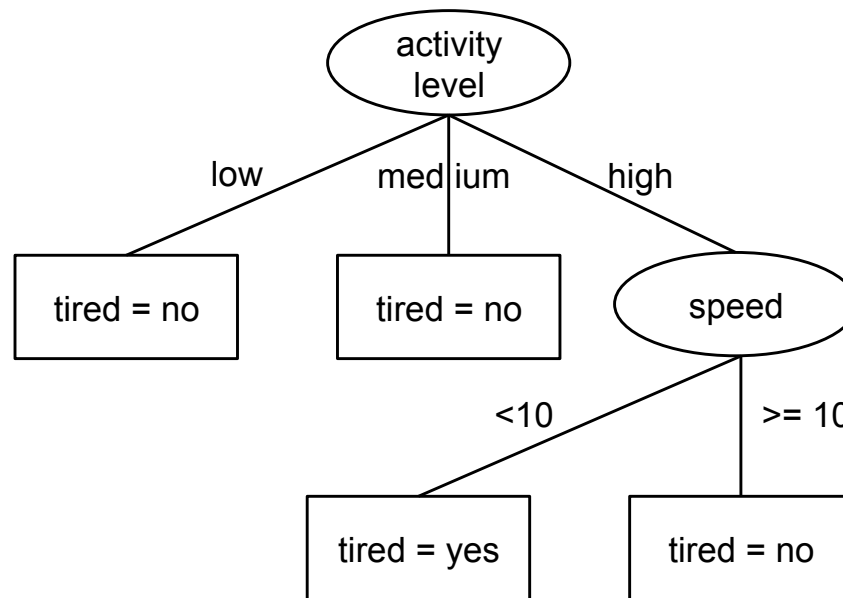 activity
level
low
medium
high
tired = no
tired = no
speed
<10
>= 10
tired = yes
tired = no